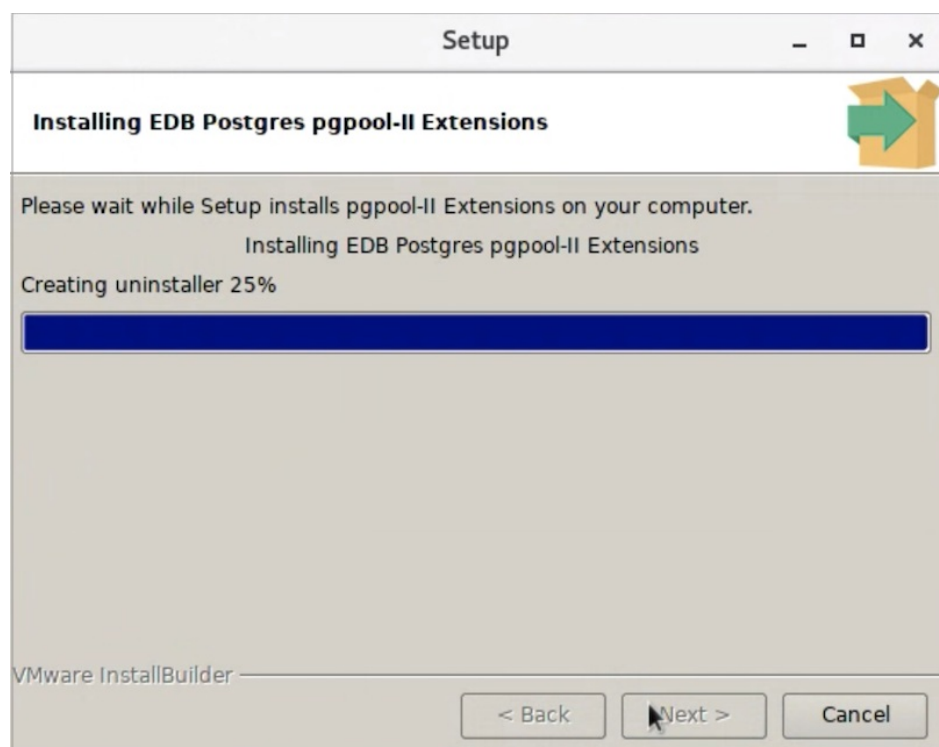 Setup
Installing EDB Postgres pgpool-II Extensions
Please wait while Setup installs pgpool-II Extensions on your computer.
Installing EDB Postgres pgpool-II Extensions
Creating uninstaller 25%
VMware InstallBuilder
< Back Next > Cancel